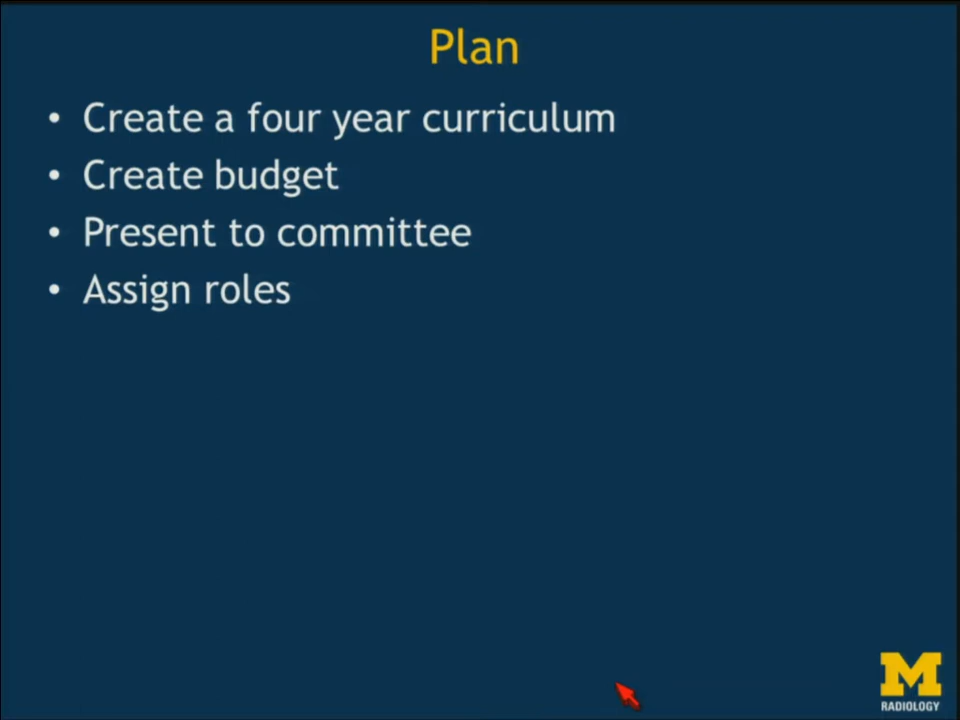 Plan
• Create a four year curriculum
• Create budget
• Present to committee
• Assign roles
M
RADIOLOGY